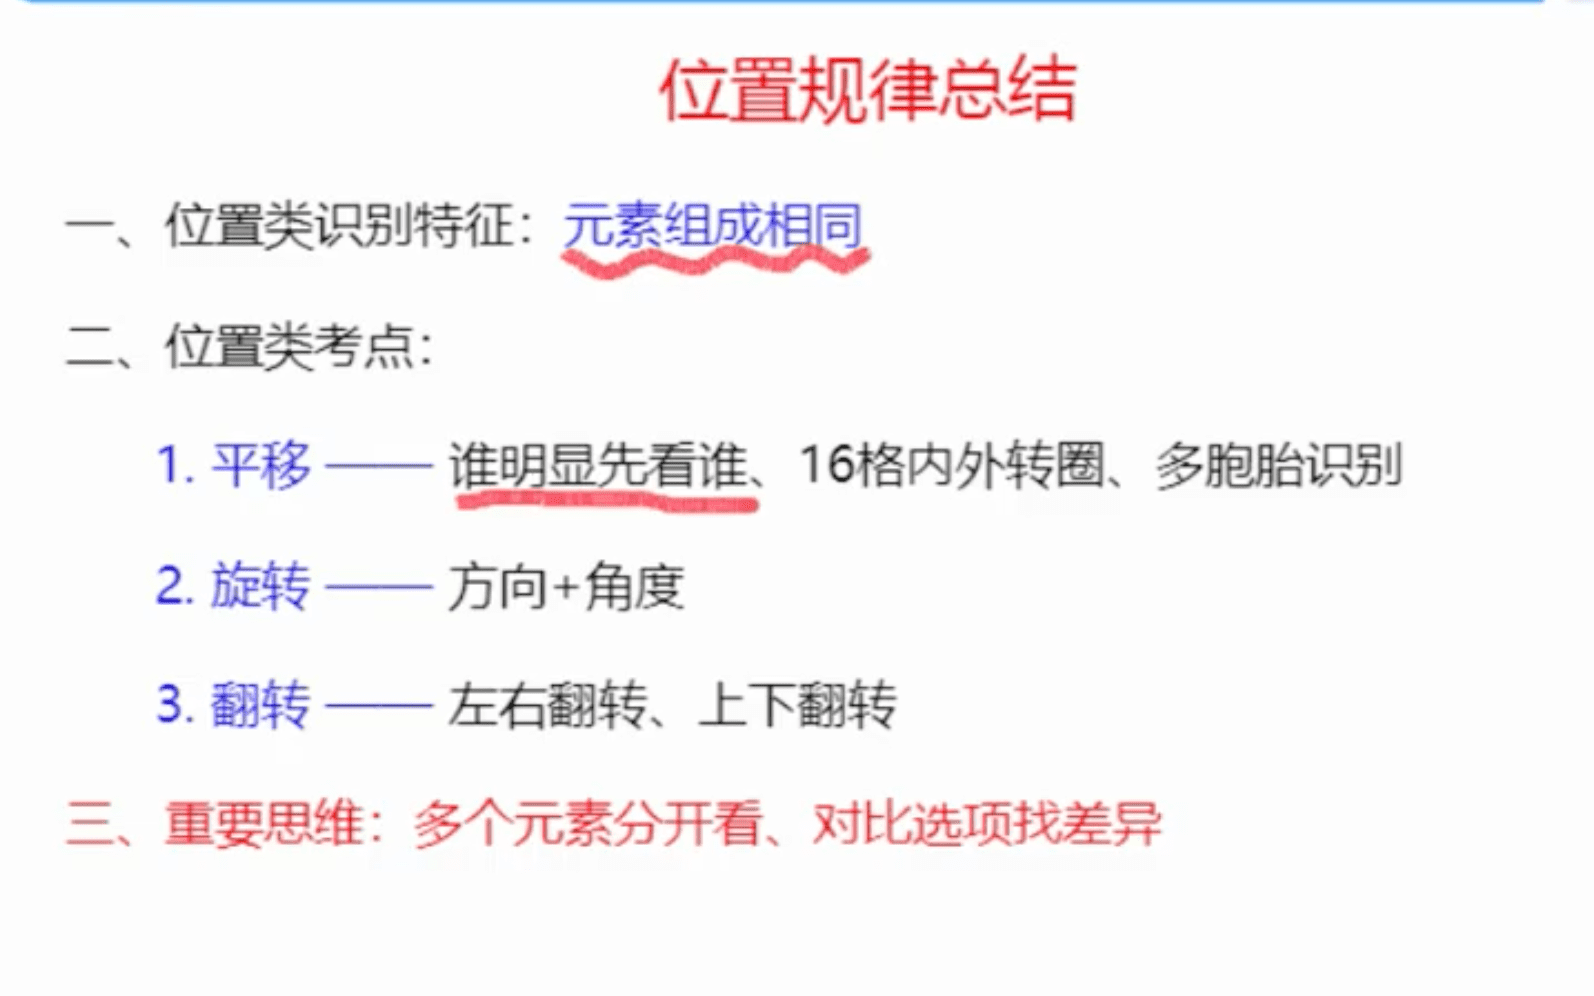 位置规律总结
一、位置类识别特征：元素组成相同
二、位置类考点：
1. 平移 —— 谁明显先看谁、16格内外转圈、多胞胎识别
2. 旋转 —— 方向+角度
3. 翻转 —— 左右翻转、上下翻转
三、重要思维：多个元素分开看、对比选项找差异